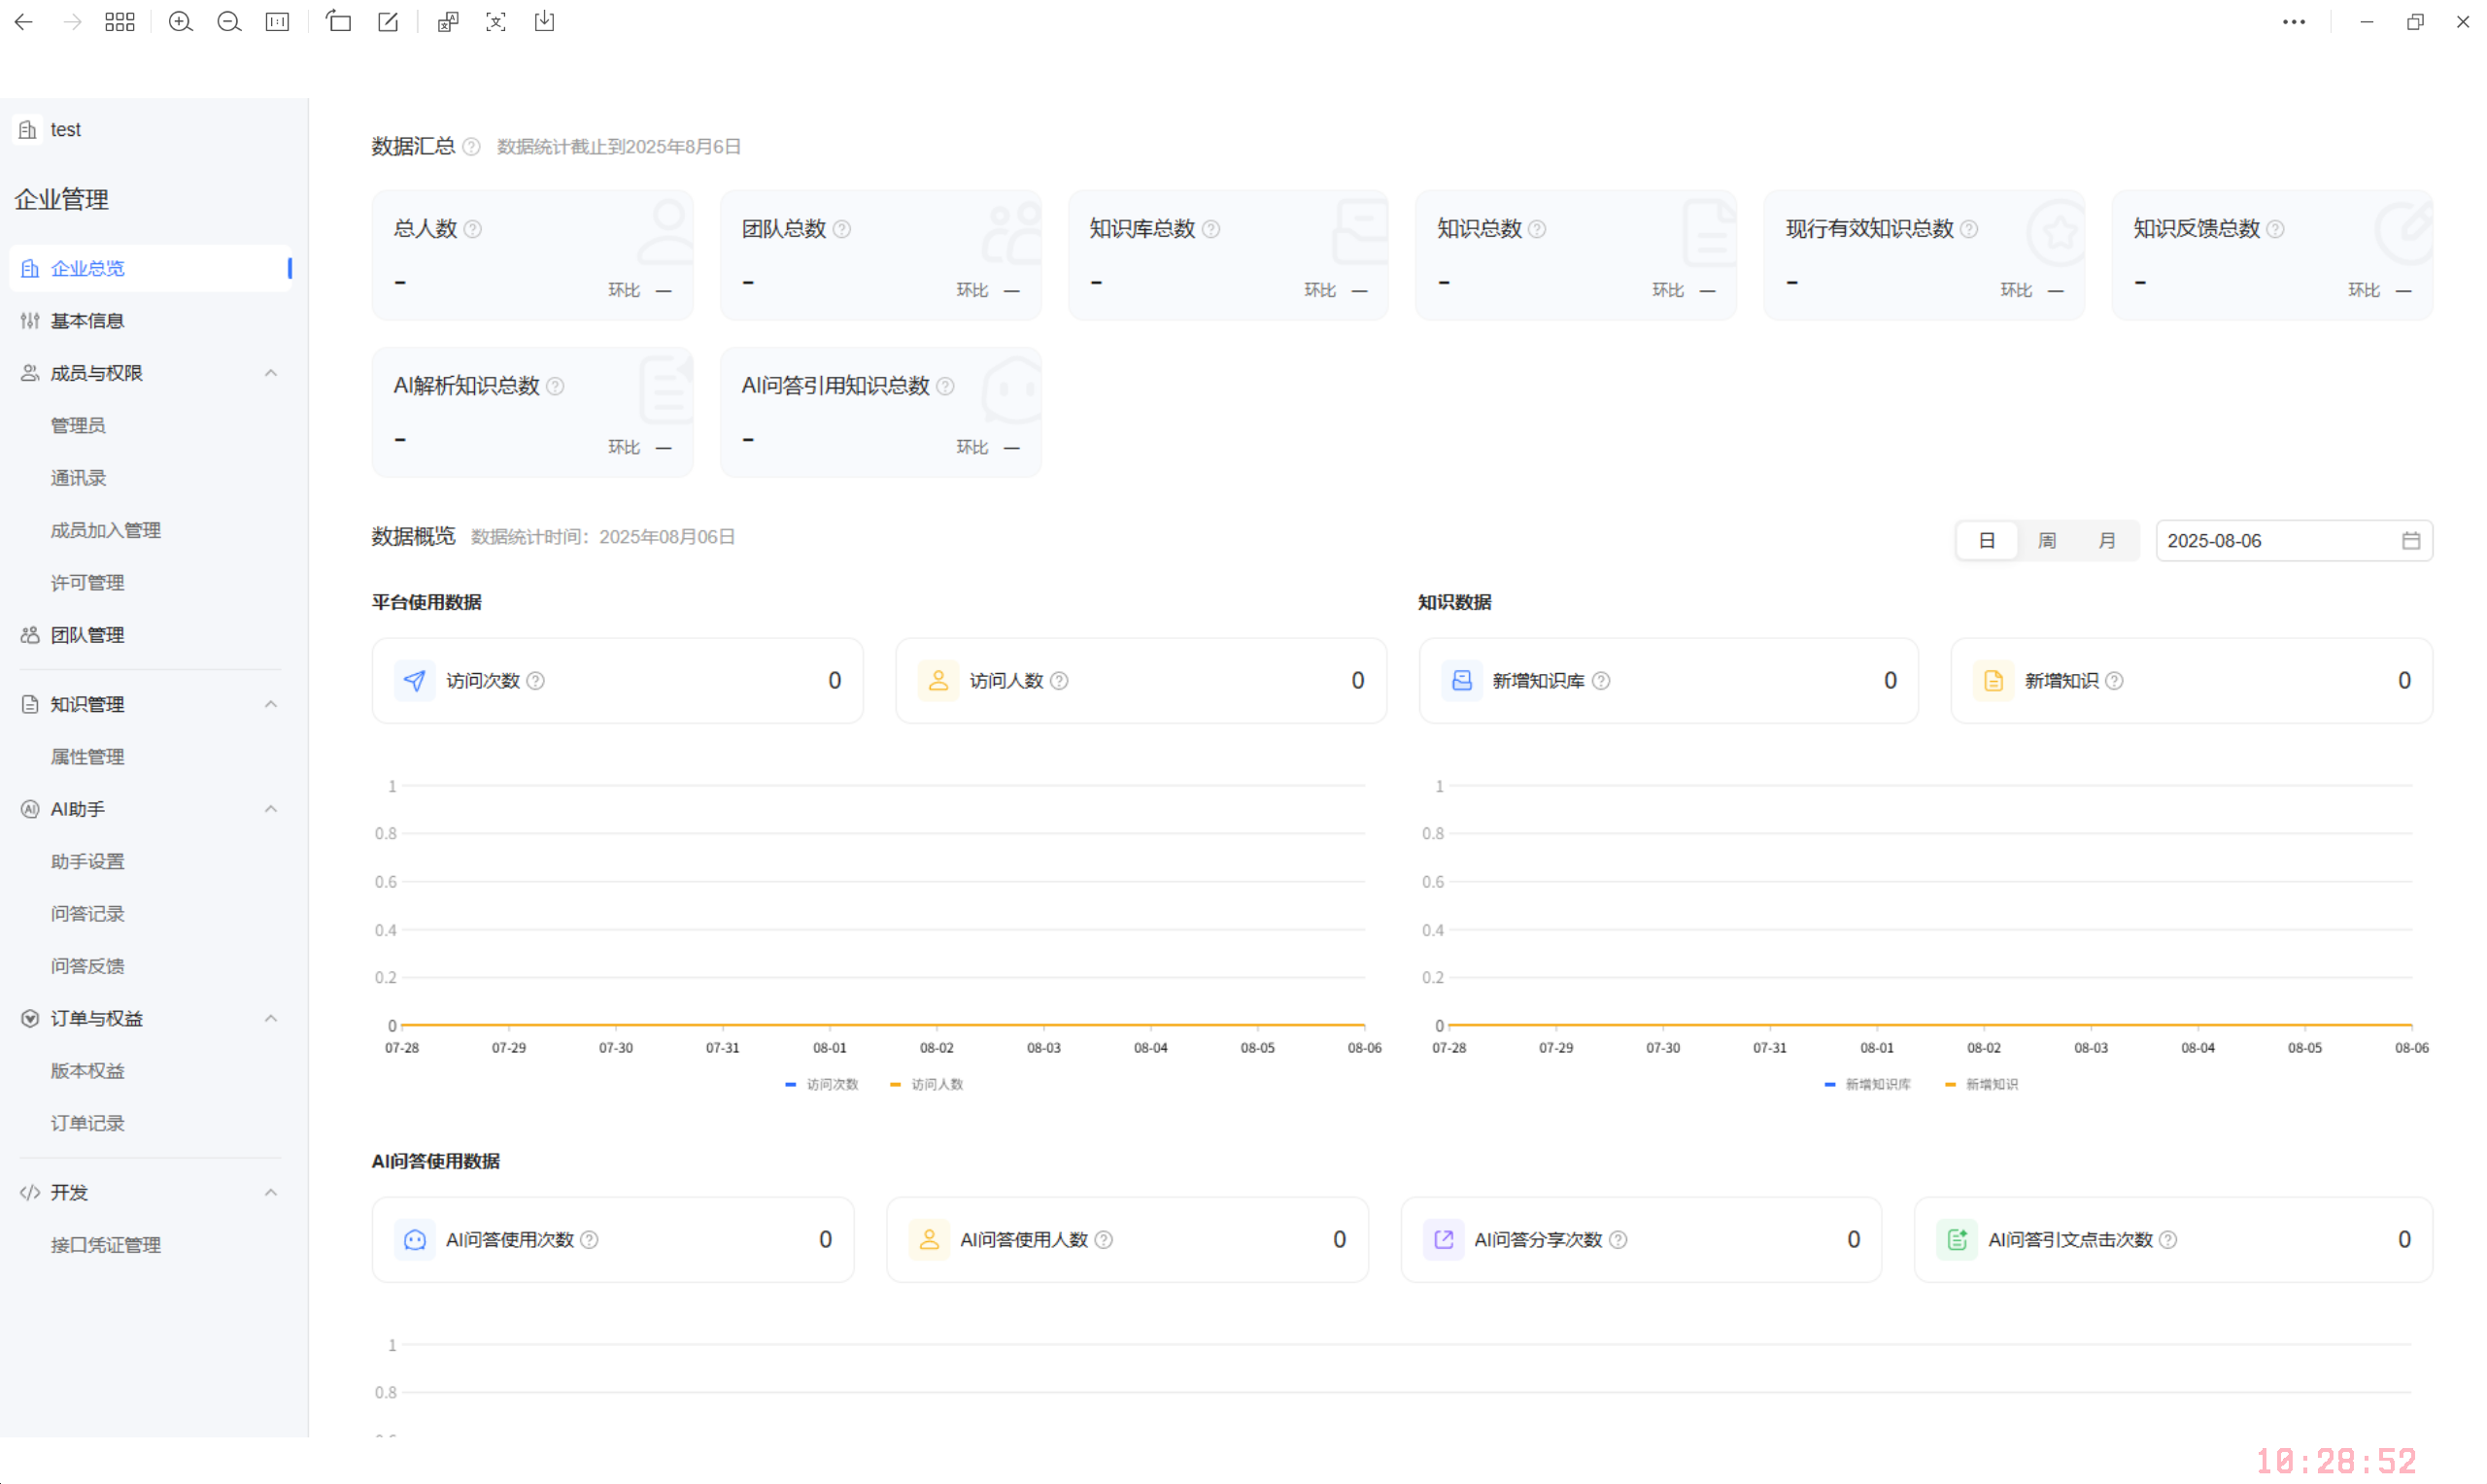 test
企业管理
企业总览
基本信息
成员与权限
管理员
通讯录
成员加入管理
许可管理
团队管理
知识管理
属性管理
AI助手
助手设置
问答记录
问答反馈
订单与权益
版本权益
订单记录
开发
接口凭证管理
数据汇总 数据统计截止到2025年8月6日
总人数 团队总数 知识库总数 知识总数 现行有效知识总数 知识反馈总数
- 环比 — - 环比 — - 环比 — - 环比 — - 环比 — - 环比 —
AI解析知识总数 AI问答引用知识总数
- 环比 — - 环比 —
数据概览 数据统计时间：2025年08月06日 日 周 月 2025-08-06
平台使用数据
访问次数 0 访问人数 0
1
0.8
0.6
0.4
0.2
0
07-28 07-29 07-30 07-31 08-01 08-02 08-03 08-04 08-05 08-06
访问次数 访问人数
知识数据
新增知识库 0 新增知识 0
1
0.8
0.6
0.4
0.2
0
07-28 07-29 07-30 07-31 08-01 08-02 08-03 08-04 08-05 08-06
新增知识库 新增知识
AI问答使用数据
AI问答使用次数 0 AI问答使用人数 0 AI问答分享次数 0 AI问答引文点击次数 0
1
0.8
10:28:52